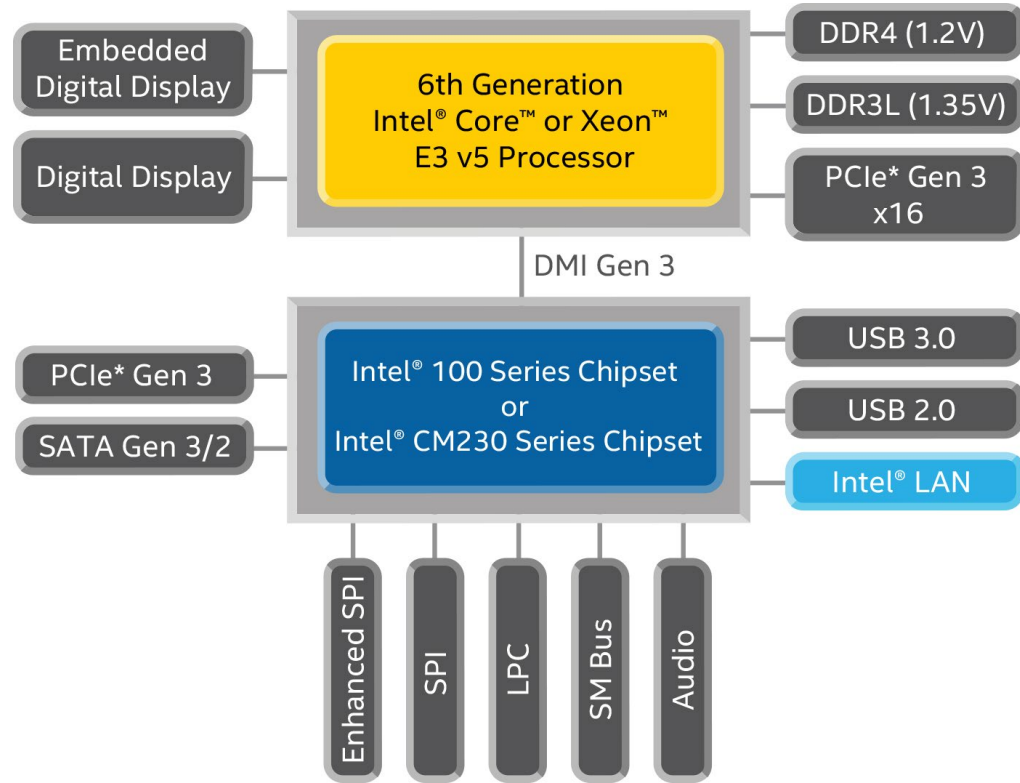 Embedded
Digital Display
Digital Display
6th Generation
Intel® Core™ or Xeon™
E3 v5 Processor
DDR4 (1.2V)
DDR3L (1.35V)
PCIe* Gen 3
x16
DMI Gen 3
PCIe* Gen 3
SATA Gen 3/2
Intel® 100 Series Chipset
or
Intel® CM230 Series Chipset
USB 3.0
USB 2.0
Intel® LAN
Enhanced SPI
SPI
LPC
SM Bus
Audio